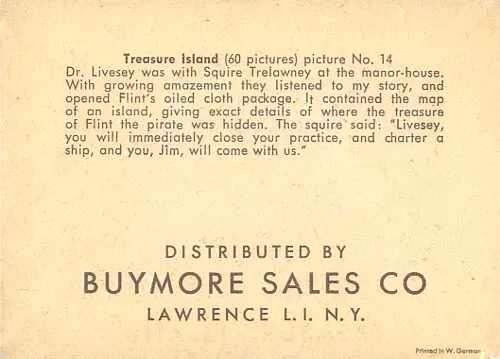 Treasure Island (60 pictures) picture No. 14
Dr. Livesey was with Squire Trelawney at the manor-house.
With growing amazement they listened to my story, and
opened Flint's oiled cloth package. It contained the map
of an island, giving exact details of where the treasure
of Flint the pirate was hidden. The squire said: "Livesey,
you will immediately close your practice, and charter a
ship, and you, Jim, will come with us."
DISTRIBUTED BY
BUYMORE SALES CO
LAWRENCE L.I. N.Y.
Printed in W. German